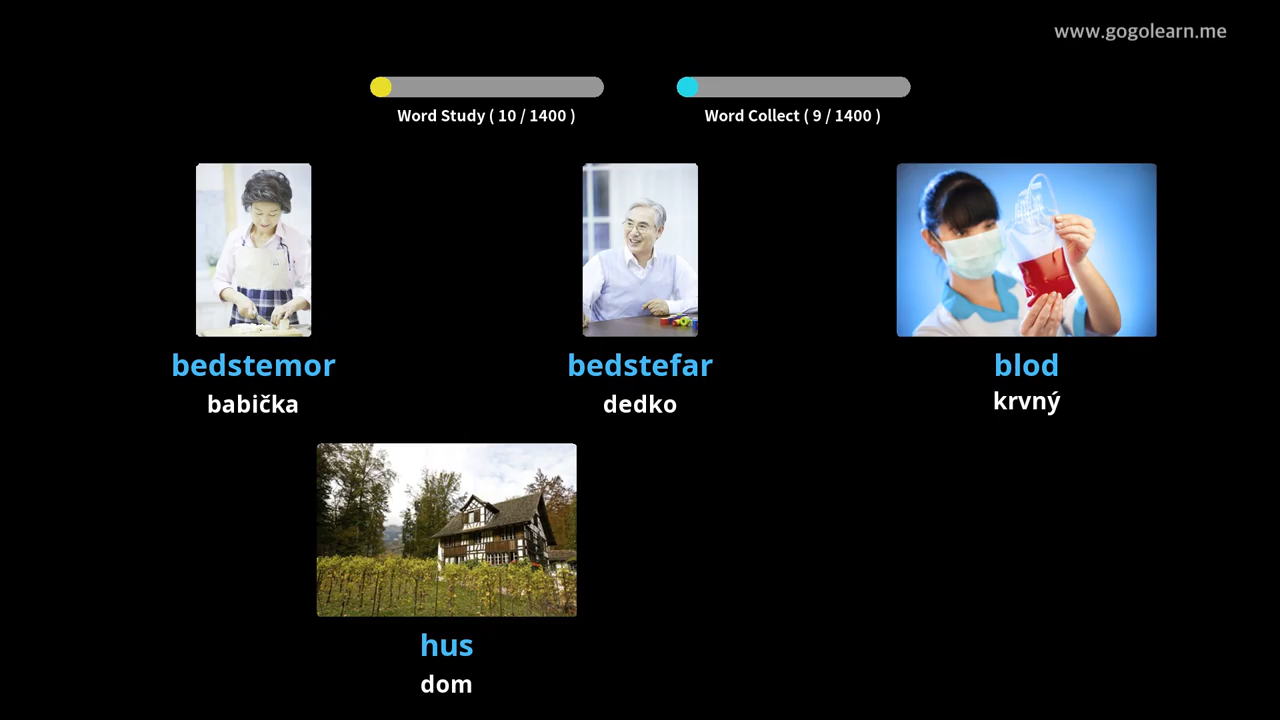 www.gogolearn.me
Word Study ( 10 / 1400 )
Word Collect ( 9 / 1400 )
bedstemor
babička
bedstefar
dedko
blod
krvný
hus
dom